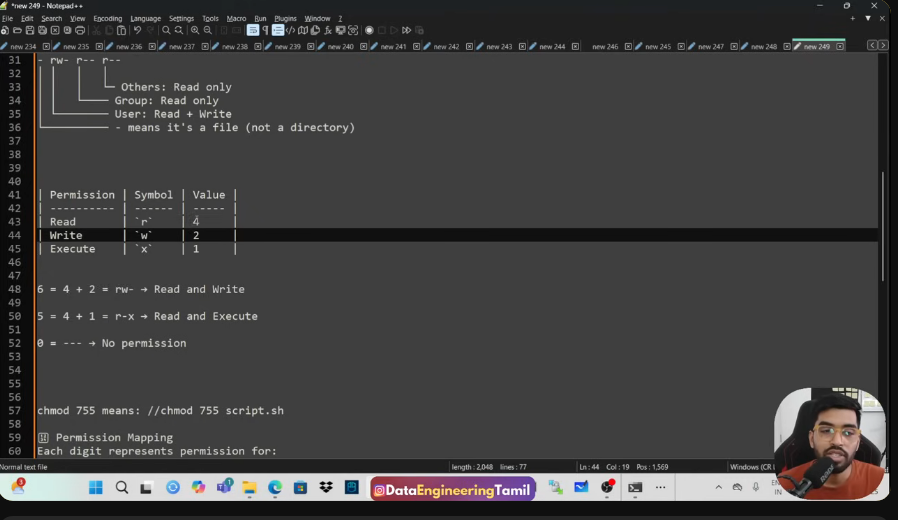 *new 249 - Notepad++
File Edit Search View Encoding Language Settings Tools Macro Run Plugins Window ?
new 234 new 235 new 236 new 237 new 238 new 239 new 240 new 241 new 242 new 243 new 244 new 246 new 245 new 247 new 248 new 249
31 - rw- r-- r--
32
33 Others: Read only
34 Group: Read only
35 User: Read + Write
36 - means it's a file (not a directory)
37
38
39
40
41 | Permission | Symbol | Value |
42 | ---------- | ------ | ----- |
43 | Read | `r` | 4 |
44 | Write | `w` | 2 |
45 | Execute | `x` | 1 |
46
47
48 6 = 4 + 2 = rw- → Read and Write
49
50 5 = 4 + 1 = r-x → Read and Execute
51
52 0 = --- → No permission
53
54
55
56
57 chmod 755 means: //chmod 755 script.sh
58
59 Permission Mapping
60 Each digit represents permission for:
Normal text file length : 2,048 lines : 77 Ln : 44 Col : 19 Pos : 1,569 Windows (CR L
DataEngineeringTamil
IN